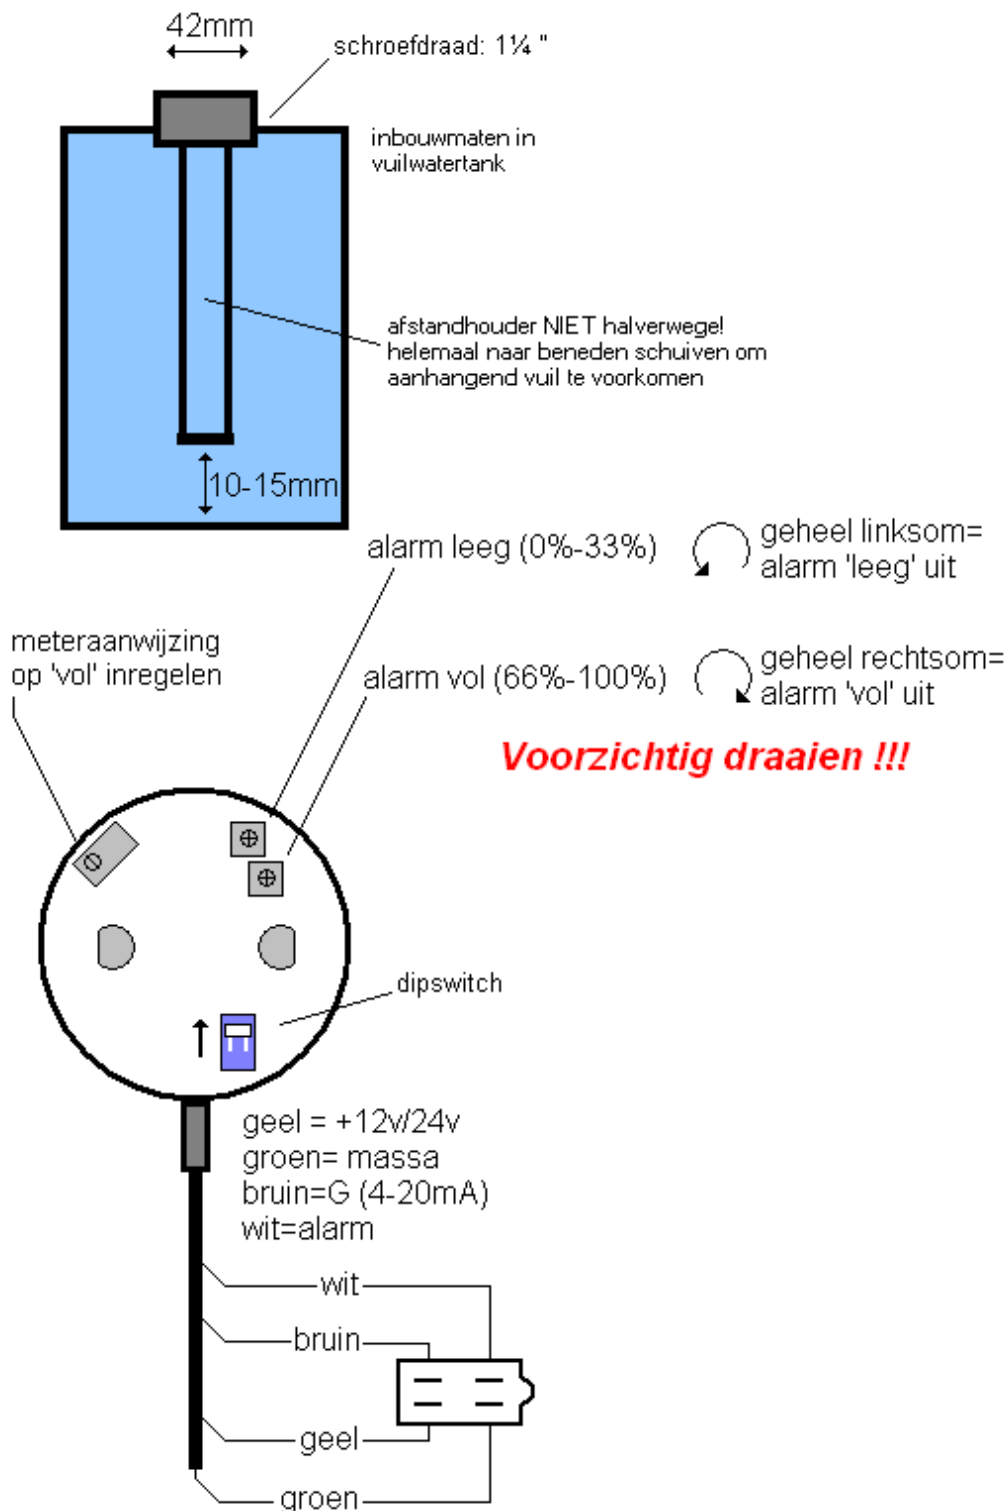 42mm
schroefdraad: 1¼ "
inbouwmaten in
vuilwatertank
afstandhouder NIET halverwege!
helemaal naar beneden schuiven om
aanhangend vuil te voorkomen
10-15mm
alarm leeg (0%-33%)
geheel linksom=
alarm 'leeg' uit
meteraanwijzing
op 'vol' inregelen
alarm vol (66%-100%)
geheel rechtsom=
alarm 'vol' uit
Voorzichtig draaien !!!
dipswitch
geel = +12v/24v
groen= massa
bruin=G (4-20mA)
wit=alarm
wit
bruin
geel
groen